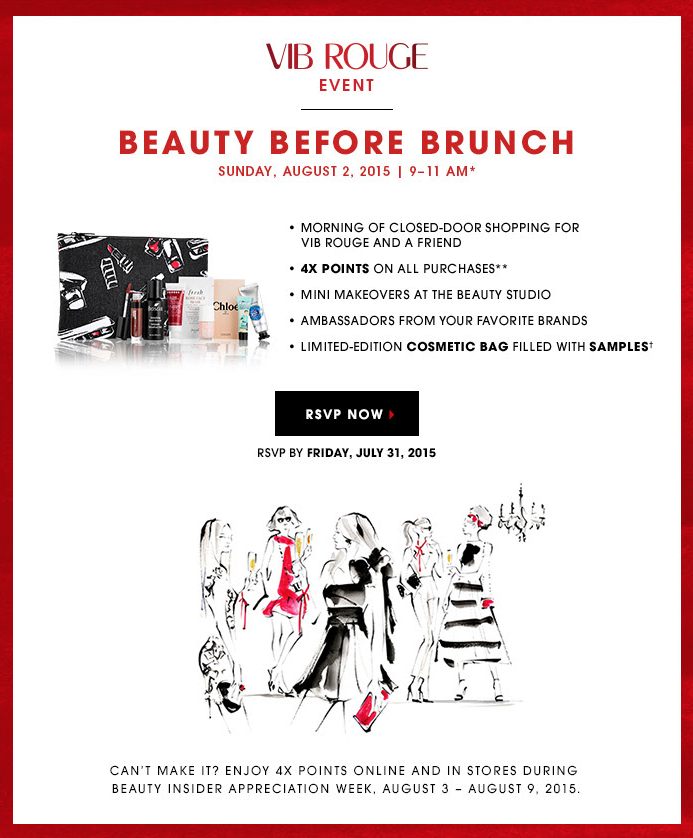 VIB ROUGE
EVENT
BEAUTY BEFORE BRUNCH
SUNDAY, AUGUST 2, 2015 | 9–11 AM*
• MORNING OF CLOSED-DOOR SHOPPING FOR
VIB ROUGE AND A FRIEND
• 4X POINTS ON ALL PURCHASES**
• MINI MAKEOVERS AT THE BEAUTY STUDIO
• AMBASSADORS FROM YOUR FAVORITE BRANDS
• LIMITED-EDITION COSMETIC BAG FILLED WITH SAMPLES†
fresh
Chloé
RSVP NOW
RSVP BY FRIDAY, JULY 31, 2015
CAN'T MAKE IT? ENJOY 4X POINTS ONLINE AND IN STORES DURING
BEAUTY INSIDER APPRECIATION WEEK, AUGUST 3 – AUGUST 9, 2015.